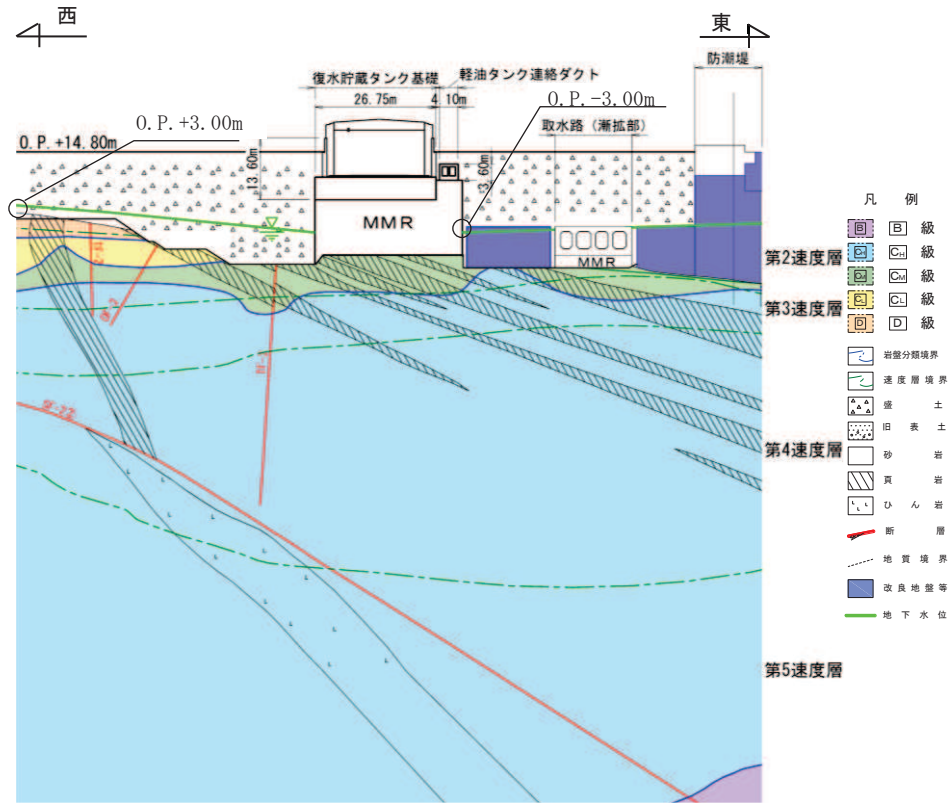 西
東
防潮堤
復水貯蔵タンク基礎
軽油タンク連絡ダクト
26.75m
4.10m
O.P.-3.00m
O.P.+3.00m
取水路（漸拡部）
O.P.+14.80m
13.60m
3.60m
MMR
MMR
第2速度層
第3速度層
第4速度層
第5速度層
凡 例
B B 級
CH CH 級
CM CM 級
CL CL 級
D D 級
岩盤分類境界
速度層境界
盛 土
旧 表 土
砂 岩
頁 岩
ひ ん 岩
断 層
地 質 境 界
改 良 地 盤 等
地 下 水 位